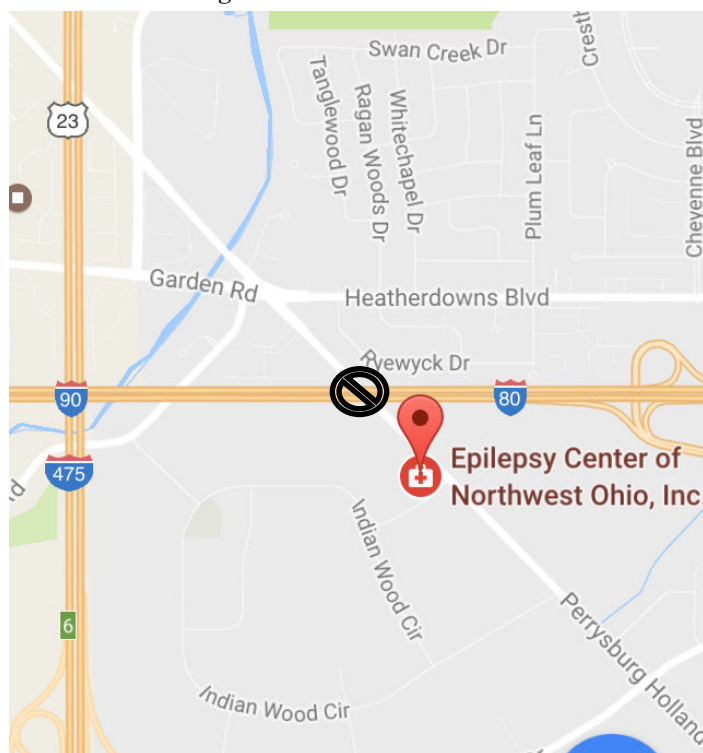 Swan Creek Dr
Tanglewood Dr
Ragan Woods Dr
Whitechapel Dr
Plum Leaf Ln
Cheyenne Blvd
23
Garden Rd
Heatherdowns Blvd
Ryewyck Dr
90
80
475
Epilepsy Center of
Northwest Ohio, Inc
Indian Wood Cir
6
Perrysburg Holland
Indian Wood Cir